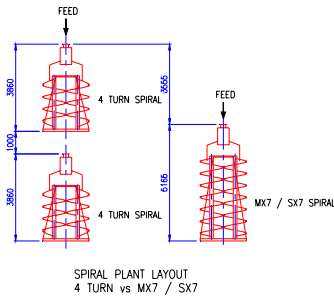 FEED
3860
3555
4 TURN SPIRAL
FEED
1000
3860
6166
4 TURN SPIRAL
MX7 / SX7 SPIRAL
SPIRAL PLANT LAYOUT
4 TURN vs MX7 / SX7